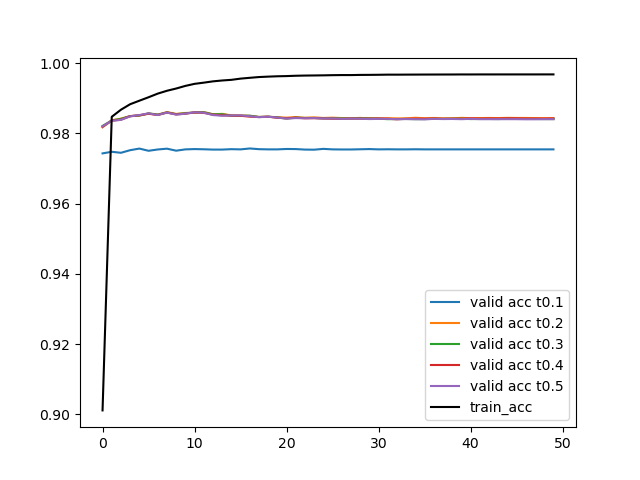 1.00
0.98
0.96
0.94
0.92
0.90
0
10
20
30
40
50
valid acc t0.1
valid acc t0.2
valid acc t0.3
valid acc t0.4
valid acc t0.5
train_acc